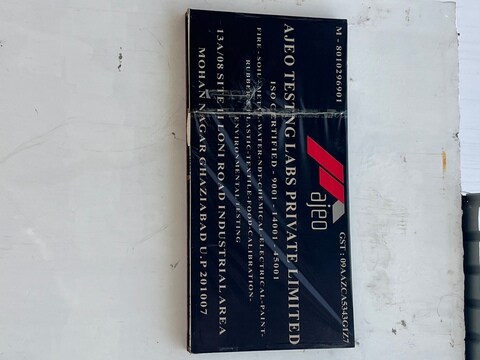 M - 8010296901
GST : 09AAZCA5343G1Z7
ajeo
AJEO TESTING LABS PRIVATE LIMITED
ISO CERTIFIED - 9001 - 14001 - 45001
FIRE - SOIL - METAL - WATER - NDT - CHEMICAL - ELECTRICAL - PAINT-
RUBBER - PLASTIC - TEXTILE - FOOD - CALIBRATION -
ENVIRONMENTAL TESTING
13A/08 SITE II LONI ROAD INDUSTRIAL AREA
MOHAN NAGAR GHAZIABAD U.P 201007